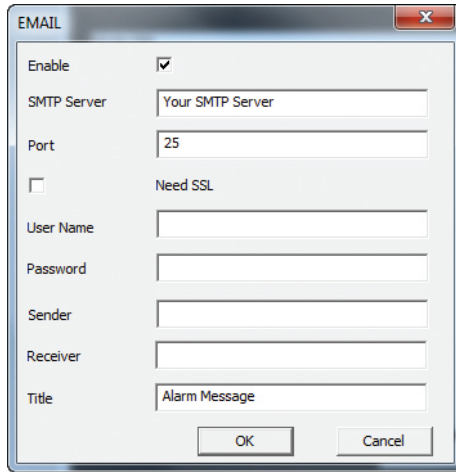 EMAIL
Enable
SMTP Server Your SMTP Server
Port 25
Need SSL
User Name
Password
Sender
Receiver
Title Alarm Message
OK Cancel